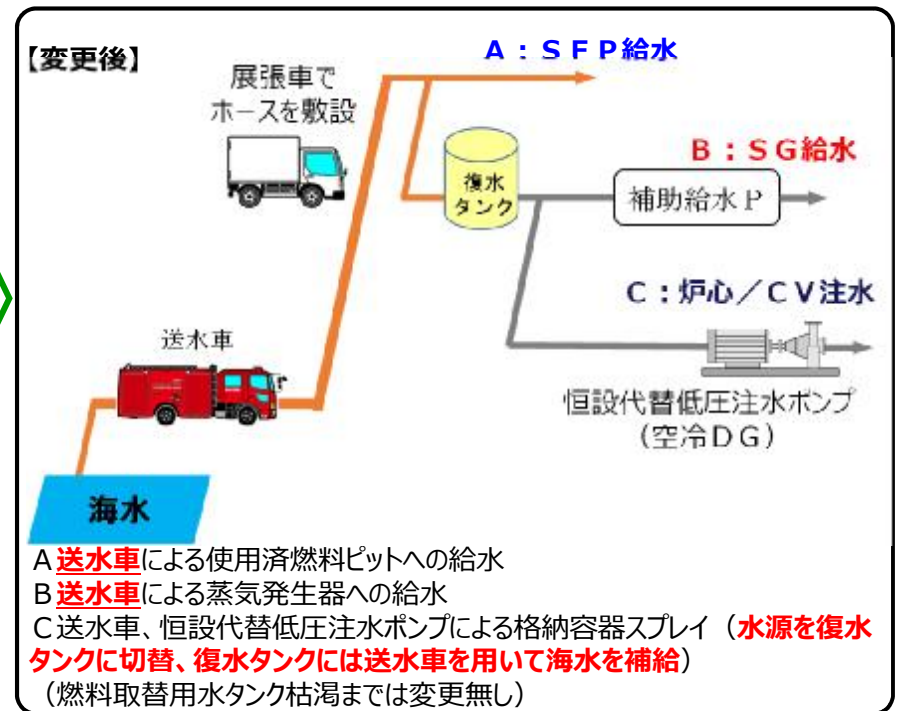 【変更後】
A：SFP給水
展張車で
ホースを敷設
B：SG給水
復水
タンク
補助給水P
C：炉心／CV注水
送水車
恒設代替低圧注水ポンプ
（空冷DG）
海水
A送水車による使用済燃料ピットへの給水
B送水車による蒸気発生器への給水
C送水車、恒設代替低圧注水ポンプによる格納容器スプレイ（水源を復水
タンクに切替、復水タンクには送水車を用いて海水を補給）
（燃料取替用水タンク枯渇までは変更無し）